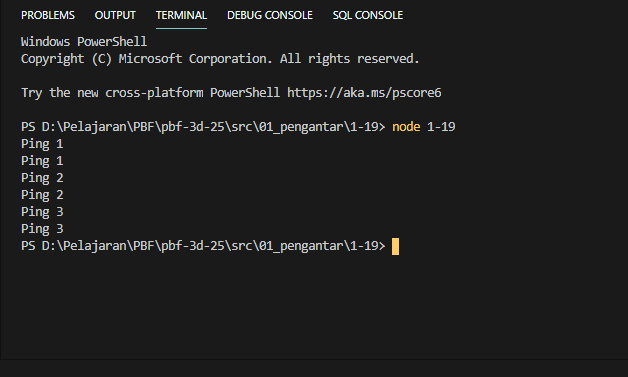 PROBLEMS OUTPUT TERMINAL DEBUG CONSOLE SQL CONSOLE
Windows PowerShell
Copyright (C) Microsoft Corporation. All rights reserved.
Try the new cross-platform PowerShell https://aka.ms/pscore6
PS D:\Pelajaran\PBF\pbf-3d-25\src\01_pengantar\1-19> node 1-19
Ping 1
Ping 1
Ping 2
Ping 2
Ping 3
Ping 3
PS D:\Pelajaran\PBF\pbf-3d-25\src\01_pengantar\1-19>